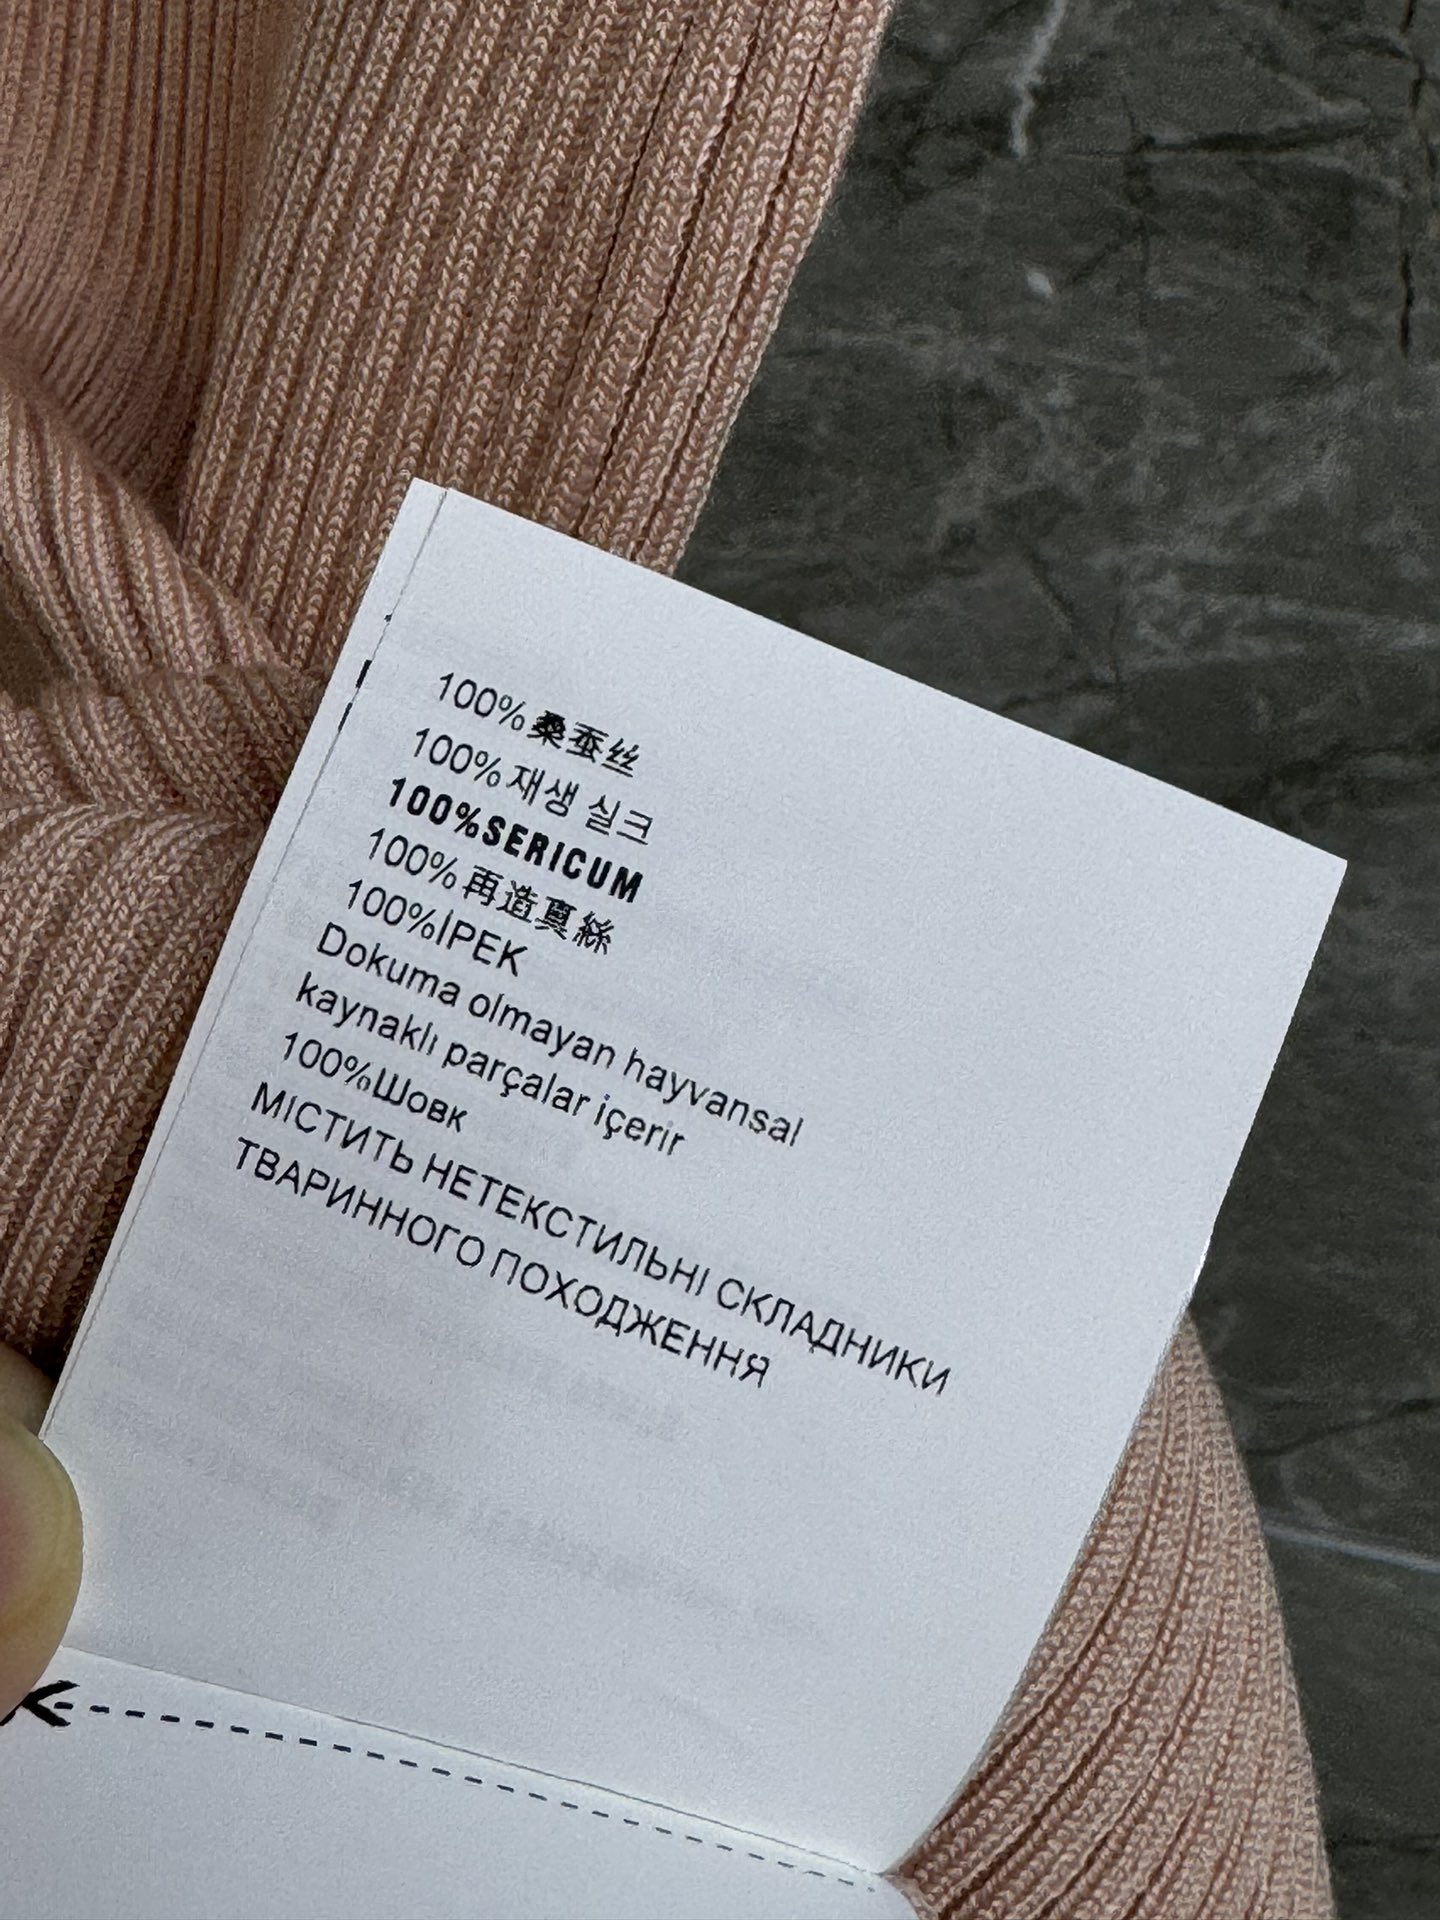 100%桑蚕丝
100%재생 실크
100%SERICUM
100%再造真絲
100%İPEK
Dokuma olmayan hayvansal
kaynaklı parçalar içerir
100%Шовк
МІСТИТЬ НЕТЕКСТИЛЬНІ СКЛАДНИКИ
ТВАРИННОГО ПОХОДЖЕННЯ